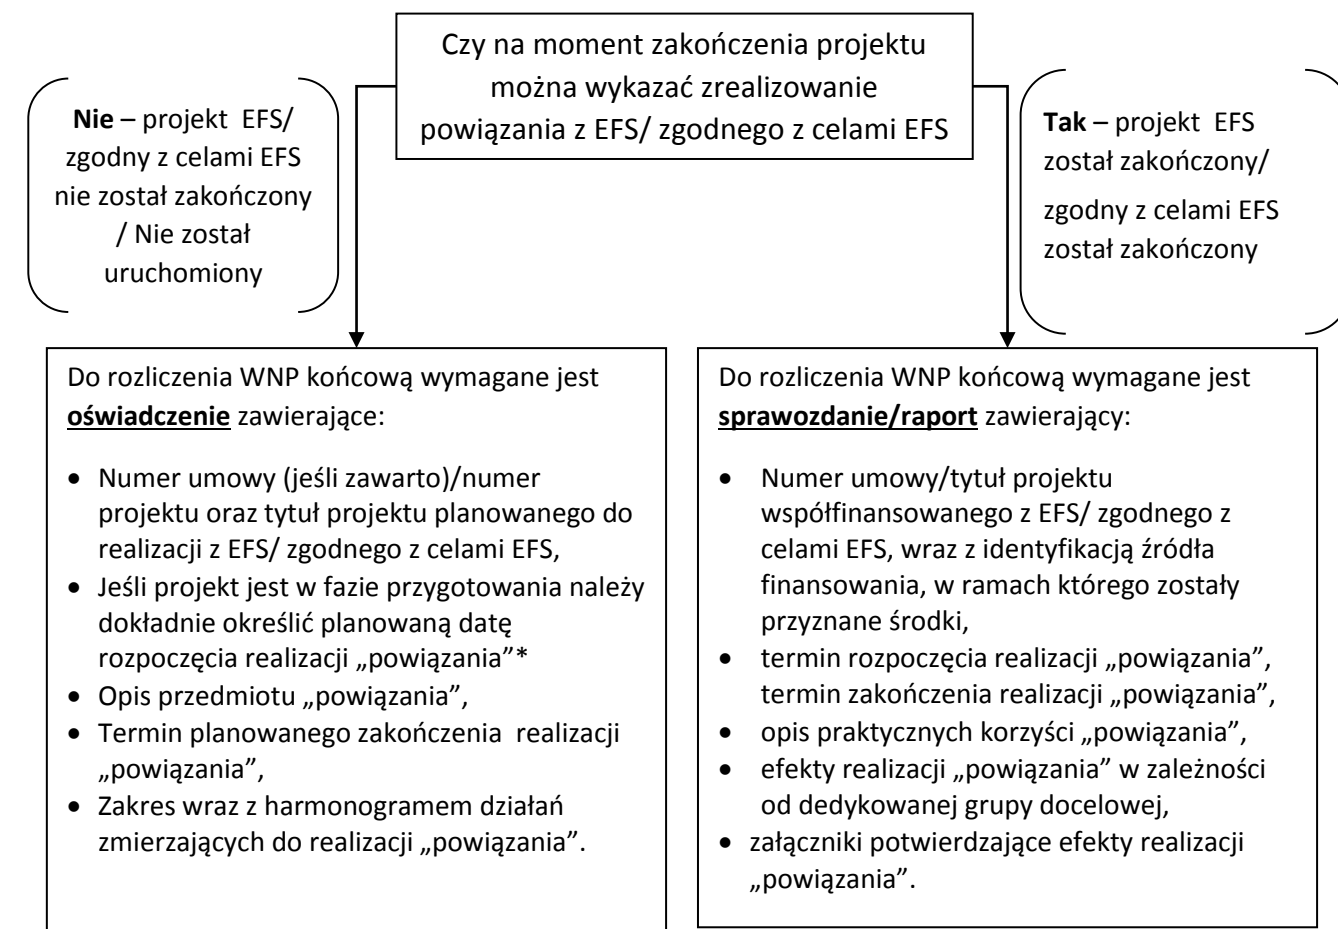 Czy na moment zakończenia projektu
można wykazać zrealizowanie
powiązania z EFS/ zgodnego z celami EFS
Nie – projekt  EFS/
zgodny z celami EFS
nie został zakończony
/ Nie został
uruchomiony
Tak – projekt  EFS
został zakończony/
zgodny z celami EFS
został zakończony
Do rozliczenia WNP końcową wymagane jest
oświadczenie zawierające:
• Numer umowy (jeśli zawarto)/numer
projektu oraz tytuł projektu planowanego do
realizacji z EFS/ zgodnego z celami EFS,
• Jeśli projekt jest w fazie przygotowania należy
dokładnie określić planowaną datę
rozpoczęcia realizacji „powiązania”*
• Opis przedmiotu „powiązania”,
• Termin planowanego zakończenia  realizacji
„powiązania”,
• Zakres wraz z harmonogramem działań
zmierzających do realizacji „powiązania”.
Do rozliczenia WNP końcową wymagane jest
sprawozdanie/raport zawierający:
• Numer umowy/tytuł projektu
współfinansowanego z EFS/ zgodnego z
celami EFS, wraz z identyfikacją źródła
finansowania, w ramach którego zostały
przyznane środki,
• termin rozpoczęcia realizacji „powiązania”,
termin zakończenia realizacji „powiązania”,
• opis praktycznych korzyści „powiązania”,
• efekty realizacji „powiązania” w zależności
od dedykowanej grupy docelowej,
• załączniki potwierdzające efekty realizacji
„powiązania”.